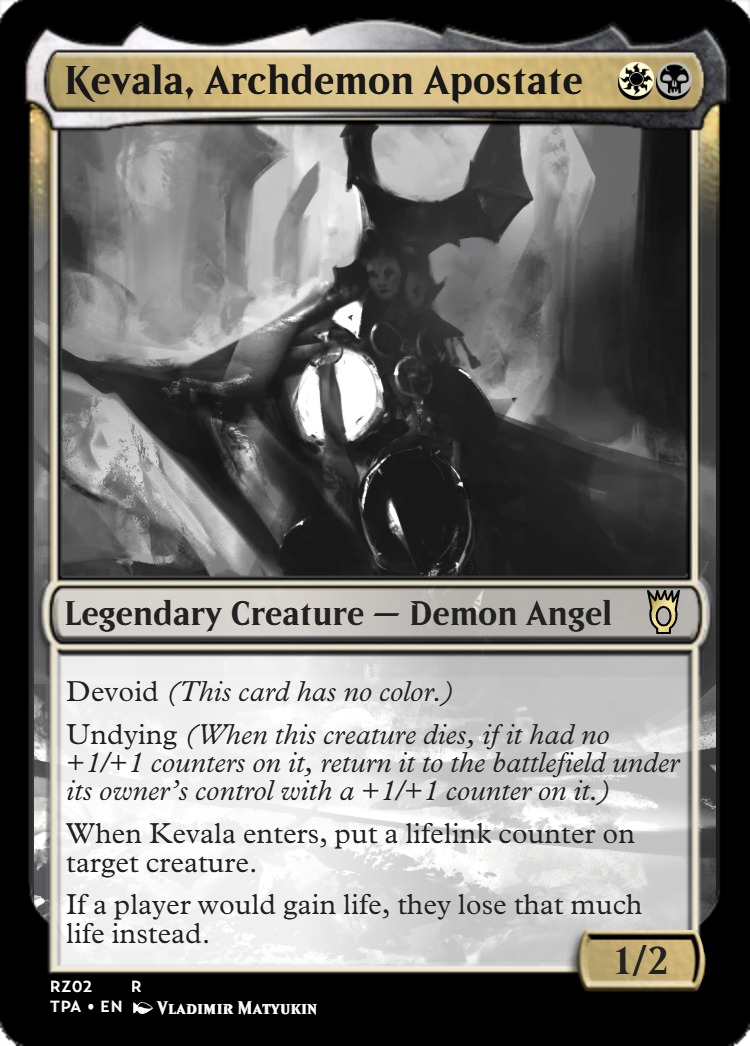 Kevala, Archdemon Apostate
Legendary Creature — Demon Angel
Devoid (This card has no color.)
Undying (When this creature dies, if it had no
+1/+1 counters on it, return it to the battlefield under
its owner's control with a +1/+1 counter on it.)
When Kevala enters, put a lifelink counter on
target creature.
If a player would gain life, they lose that much
life instead.
1/2
RZ02 R
TPA • EN Vladimir Matyukin